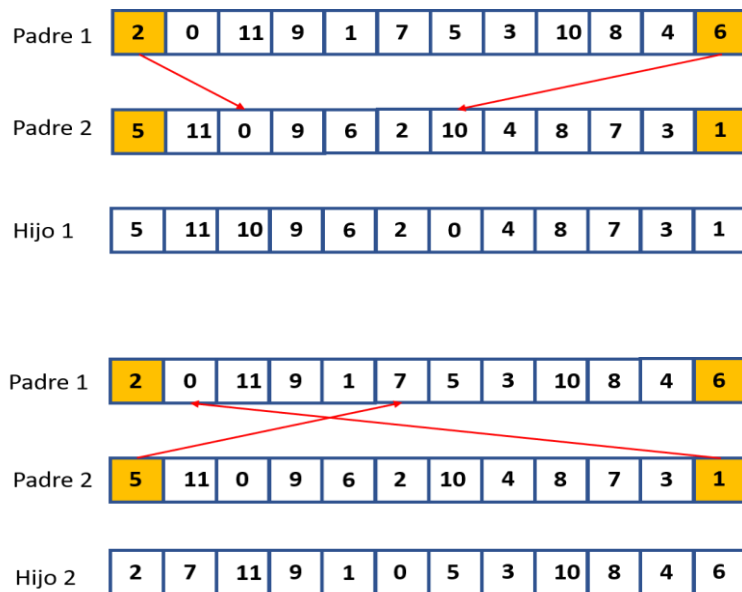 Padre 1 2 0 11 9 1 7 5 3 10 8 4 6
Padre 2 5 11 0 9 6 2 10 4 8 7 3 1
Hijo 1 5 11 10 9 6 2 0 4 8 7 3 1
Padre 1 2 0 11 9 1 7 5 3 10 8 4 6
Padre 2 5 11 0 9 6 2 10 4 8 7 3 1
Hijo 2 2 7 11 9 1 0 5 3 10 8 4 6